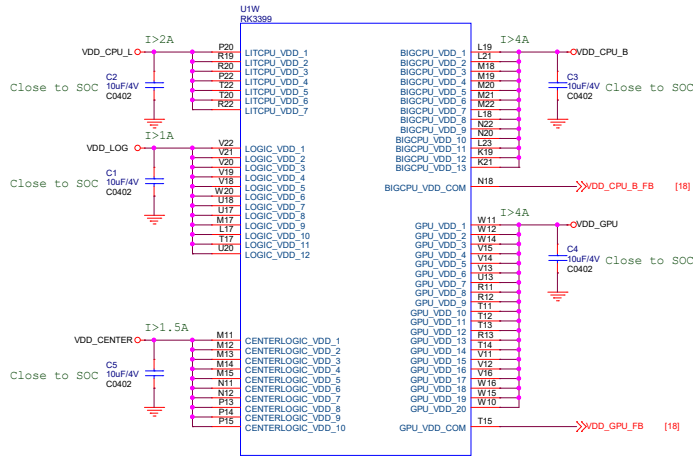 U1W
RK3399
I>2A
VDD_CPU_L
Close to SOC
C2
10uF/4V
C0402
P20 LITCPU_VDD_1
R19 LITCPU_VDD_2
R20 LITCPU_VDD_3
P22 LITCPU_VDD_4
T22 LITCPU_VDD_5
T20 LITCPU_VDD_6
R22 LITCPU_VDD_7
I>1A
VDD_LOG
Close to SOC
C1
10uF/4V
C0402
V22 LOGIC_VDD_1
V21 LOGIC_VDD_2
V20 LOGIC_VDD_3
V19 LOGIC_VDD_4
V18 LOGIC_VDD_5
W20 LOGIC_VDD_6
U18 LOGIC_VDD_7
U17 LOGIC_VDD_8
M17 LOGIC_VDD_9
L17 LOGIC_VDD_10
T17 LOGIC_VDD_11
U20 LOGIC_VDD_12
I>1.5A
VDD_CENTER
Close to SOC
C5
10uF/4V
C0402
M11 CENTERLOGIC_VDD_1
M12 CENTERLOGIC_VDD_2
M13 CENTERLOGIC_VDD_3
M14 CENTERLOGIC_VDD_4
M15 CENTERLOGIC_VDD_5
N11 CENTERLOGIC_VDD_6
N12 CENTERLOGIC_VDD_7
P13 CENTERLOGIC_VDD_8
P14 CENTERLOGIC_VDD_9
P15 CENTERLOGIC_VDD_10
I>4A
BIGCPU_VDD_1 L19
BIGCPU_VDD_2 L21
BIGCPU_VDD_3 M18
BIGCPU_VDD_4 M19
BIGCPU_VDD_5 M20
BIGCPU_VDD_6 M21
BIGCPU_VDD_7 M22
BIGCPU_VDD_8 L18
BIGCPU_VDD_9 N22
BIGCPU_VDD_10 N20
BIGCPU_VDD_11 L23
BIGCPU_VDD_12 K19
BIGCPU_VDD_13 K21
VDD_CPU_B
C3
10uF/4V
C0402
Close to SOC
BIGCPU_VDD_COM N18
VDD_CPU_B_FB [18]
I>4A
GPU_VDD_1 W11
GPU_VDD_2 W12
GPU_VDD_3 W14
GPU_VDD_4 V15
GPU_VDD_5 V14
GPU_VDD_6 V13
GPU_VDD_7 U13
GPU_VDD_8 R11
GPU_VDD_9 R12
GPU_VDD_10 T11
GPU_VDD_11 T12
GPU_VDD_12 T13
GPU_VDD_13 R13
GPU_VDD_14 T14
GPU_VDD_15 V11
GPU_VDD_16 V12
GPU_VDD_17 V16
GPU_VDD_18 W16
GPU_VDD_19 W15
GPU_VDD_20 W10
VDD_GPU
C4
10uF/4V
C0402
Close to SOC
GPU_VDD_COM T15
VDD_GPU_FB [18]